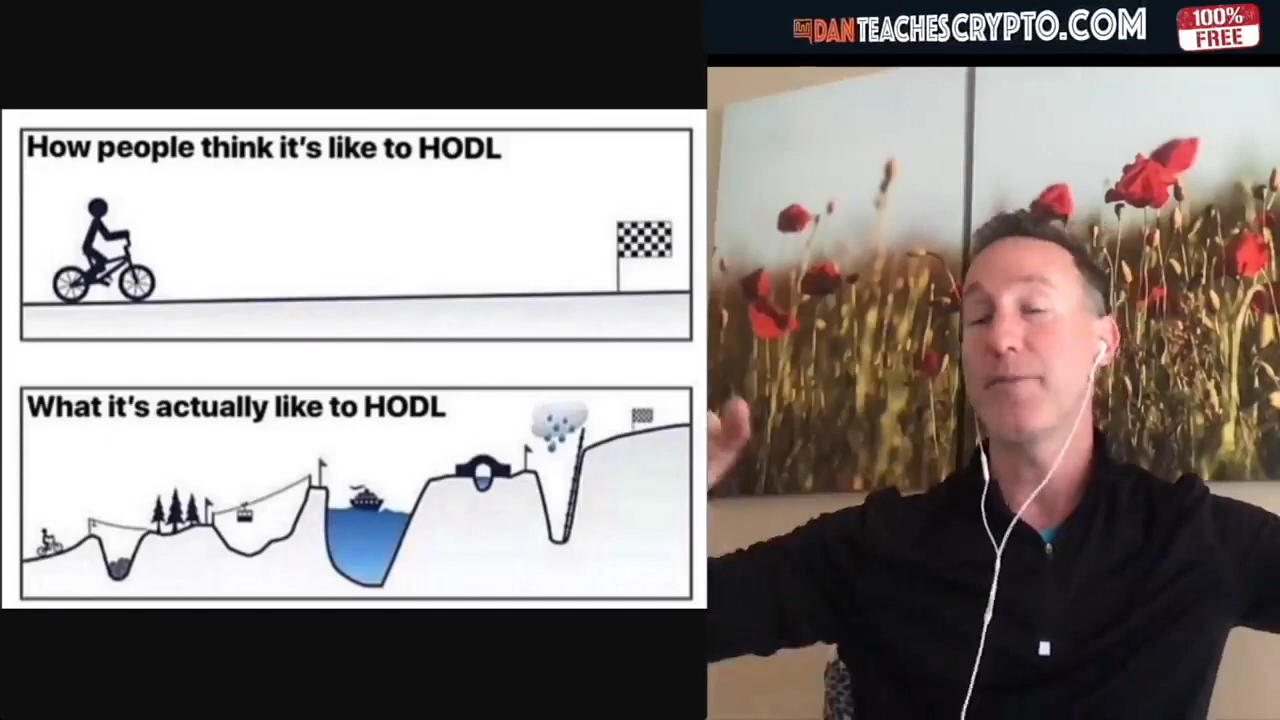 DANTEACHESCRYPTO.COM
100%
FREE
How people think it's like to HODL
What it's actually like to HODL